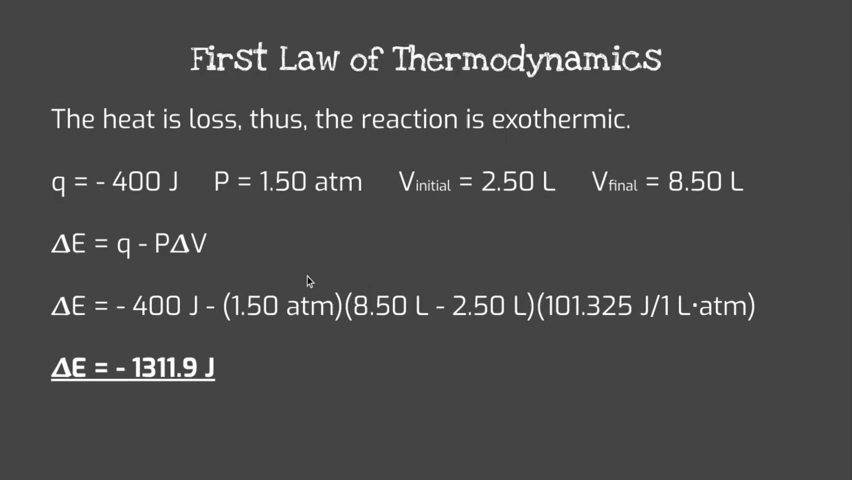 First Law of Thermodynamics
The heat is loss, thus, the reaction is exothermic.
q = - 400 J P = 1.50 atm Vinitial = 2.50 L Vfinal = 8.50 L
ΔE = q - PΔV
ΔE = - 400 J - (1.50 atm)(8.50 L - 2.50 L)(101.325 J/1 L·atm)
ΔE = - 1311.9 J